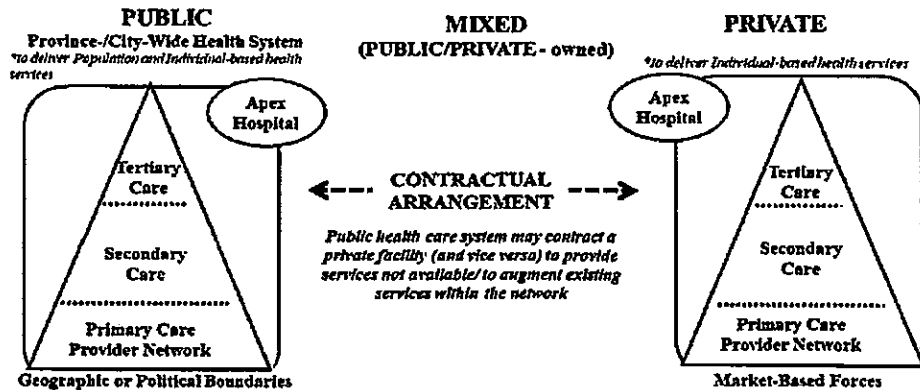 PUBLIC
Province-/City-Wide Health System
*to deliver Population and Individual-based health
services
Apex
Hospital
Tertiary
Care
Secondary
Care
Primary Care
Provider Network
Geographic or Political Boundaries
MIXED
(PUBLIC/PRIVATE - owned)
CONTRACTUAL
ARRANGEMENT
Public health care system may contract a
private facility (and vice versa) to provide
services not available/ to augment existing
services within the network
PRIVATE
*to deliver Individual-based health services
Apex
Hospital
Tertiary
Care
Secondary
Care
Primary Care
Provider Network
Market-Based Forces